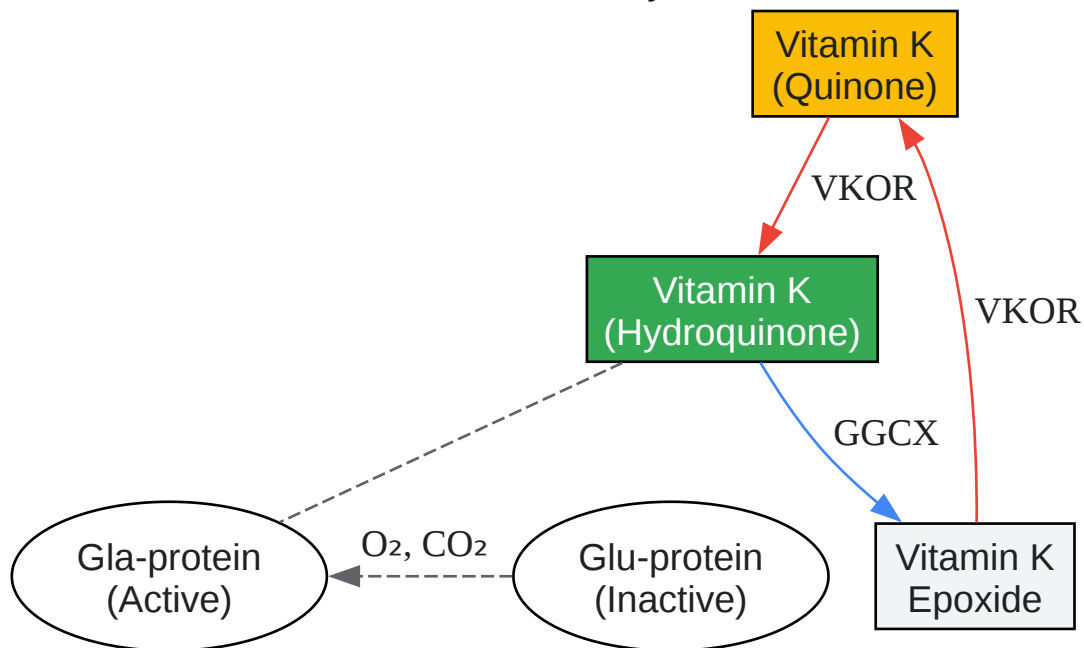 Vitamin K
(Quinone)
VKOR
Vitamin K
(Hydroquinone)
VKOR
GGCX
Gla-protein
(Active)
O₂, CO₂
Glu-protein
(Inactive)
Vitamin K
Epoxide